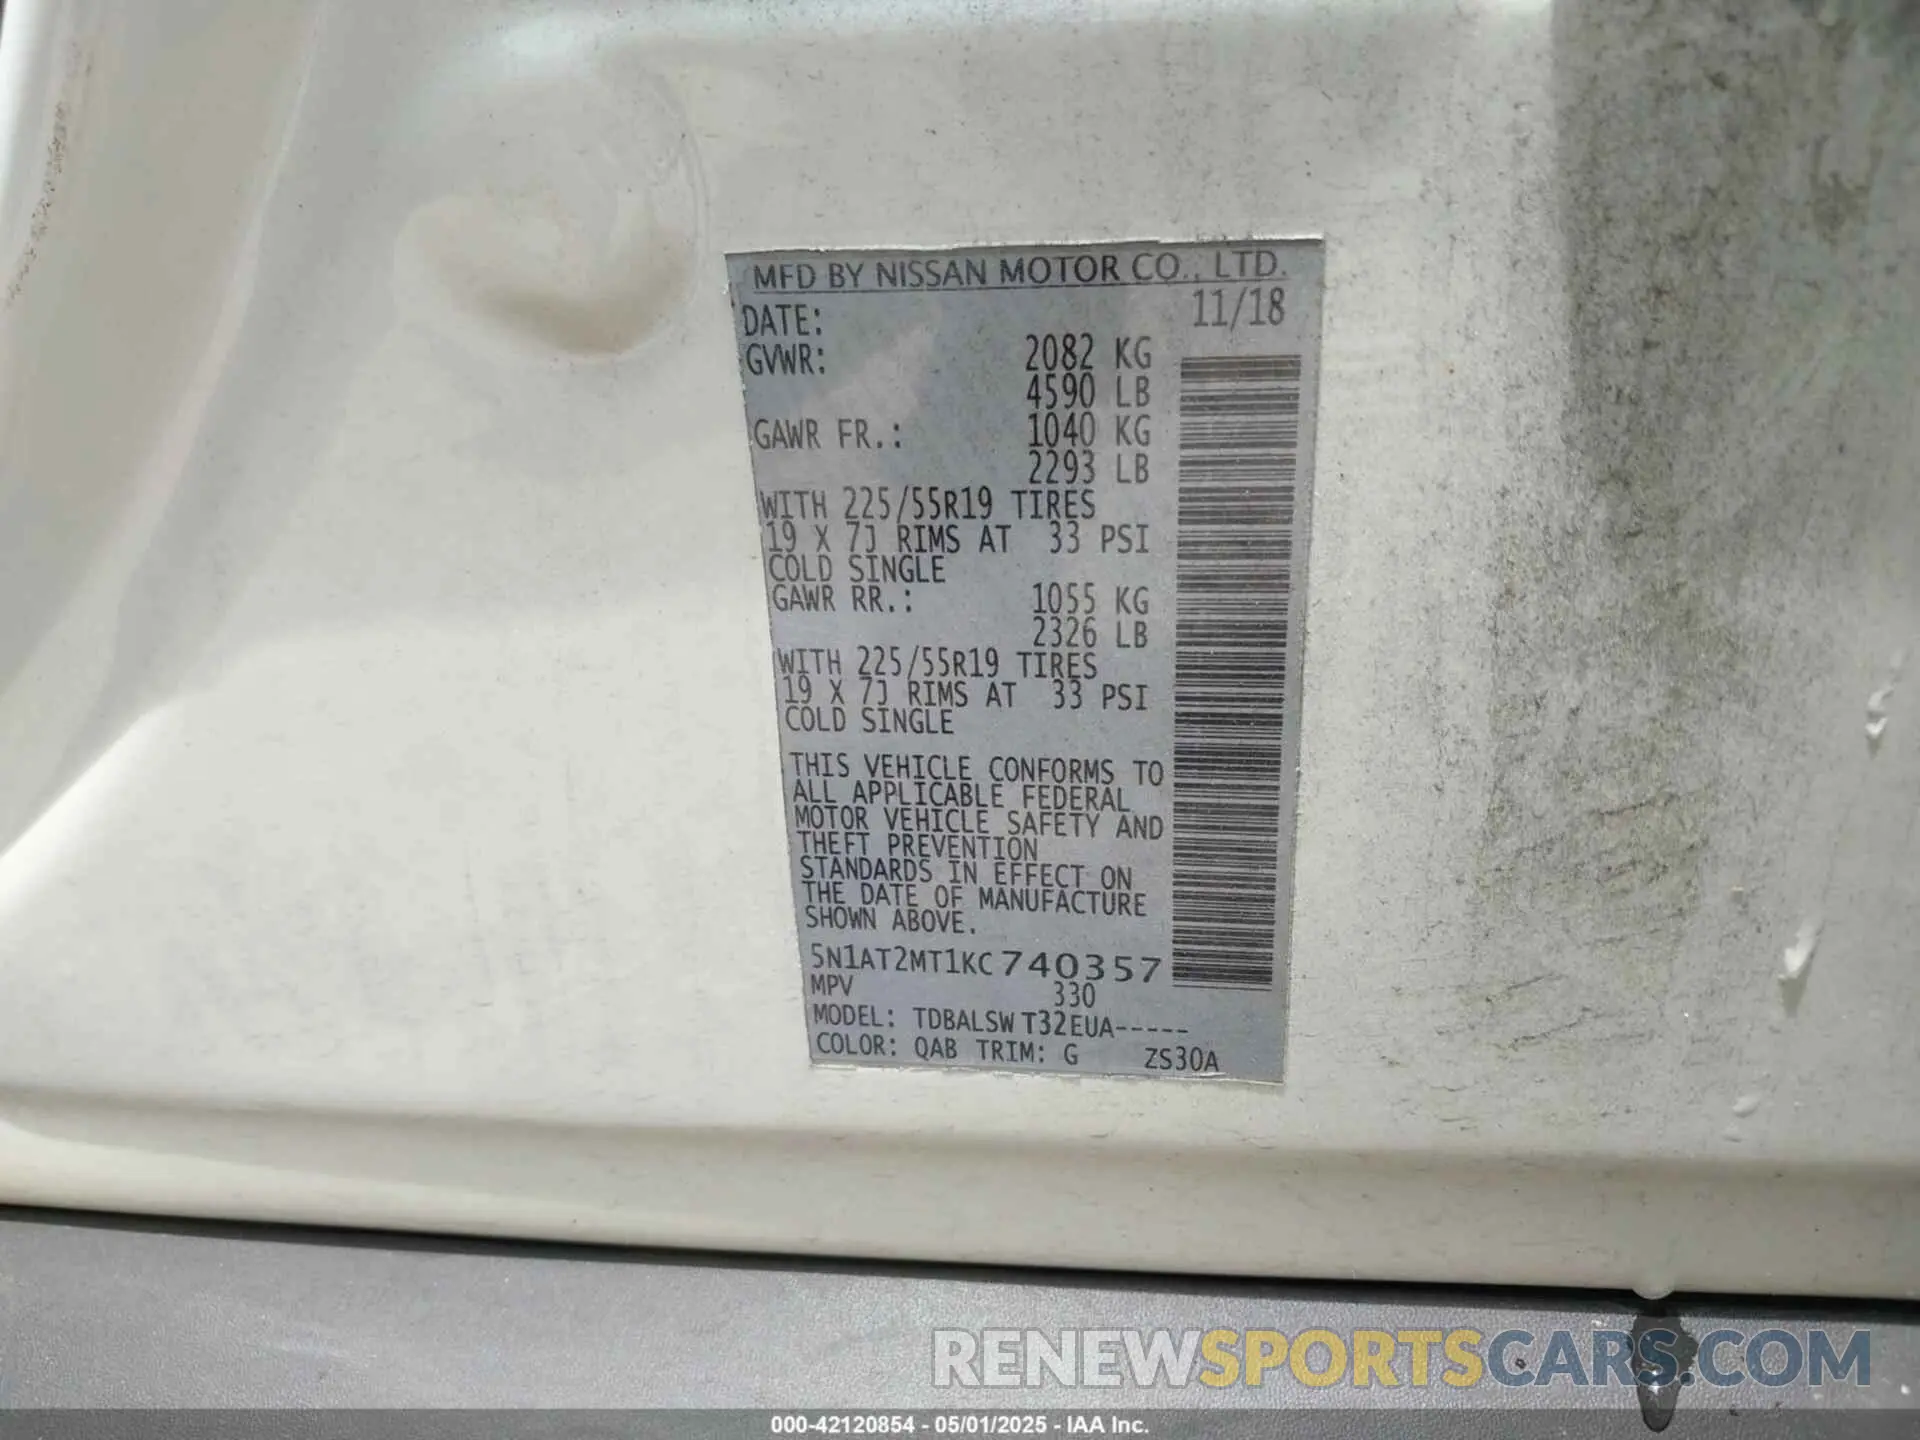 MFD BY NISSAN MOTOR CO., LTD.
DATE: 11/18
GVWR: 2082 KG
4590 LB
GAWR FR.: 1040 KG
2293 LB
WITH 225/55R19 TIRES
19 X 7J RIMS AT 33 PSI
COLD SINGLE
GAWR RR.: 1055 KG
2326 LB
WITH 225/55R19 TIRES
19 X 7J RIMS AT 33 PSI
COLD SINGLE
THIS VEHICLE CONFORMS TO
ALL APPLICABLE FEDERAL
MOTOR VEHICLE SAFETY AND
THEFT PREVENTION
STANDARDS IN EFFECT ON
THE DATE OF MANUFACTURE
SHOWN ABOVE.
5N1AT2MT1KC740357
MPV 330
MODEL: TDBALSW T32EUA-----
COLOR: QAB TRIM: G ZS30A
RENEWSPORTSCARS.COM
000-42120854 - 05/01/2025 - IAA Inc.